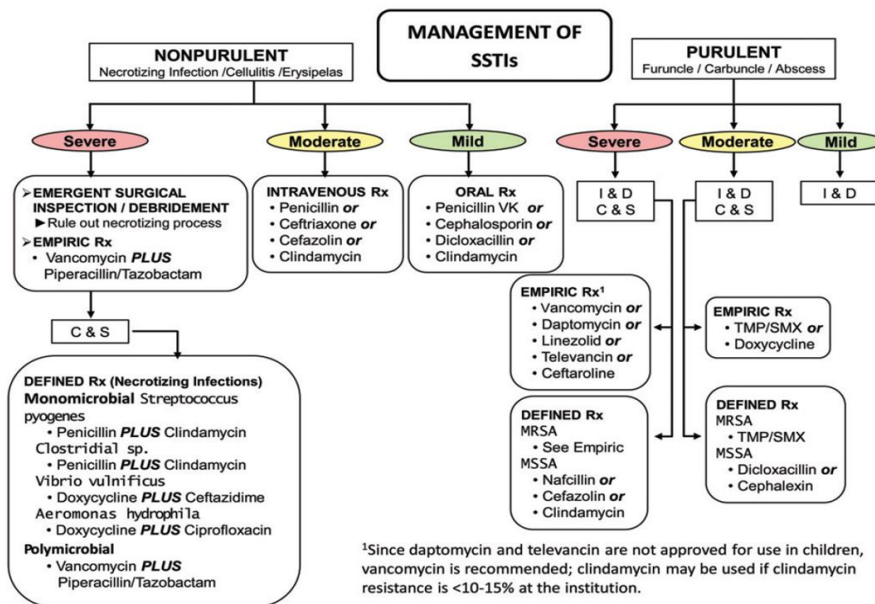 MANAGEMENT OF
SSTIs
NONPURULENT
Necrotizing Infection /Cellulitis /Erysipelas
Severe
Moderate
Mild
➢EMERGENT SURGICAL
INSPECTION / DEBRIDEMENT
►Rule out necrotizing process
➢EMPIRIC Rx
• Vancomycin PLUS
Piperacillin/Tazobactam
C & S
DEFINED Rx (Necrotizing Infections)
Monomicrobial Streptococcus
pyogenes
• Penicillin PLUS Clindamycin
Clostridial sp.
• Penicillin PLUS Clindamycin
Vibrio vulnificus
• Doxycycline PLUS Ceftazidime
Aeromonas hydrophila
• Doxycycline PLUS Ciprofloxacin
Polymicrobial
• Vancomycin PLUS
Piperacillin/Tazobactam
INTRAVENOUS Rx
• Penicillin or
• Ceftriaxone or
• Cefazolin or
• Clindamycin
ORAL Rx
• Penicillin VK or
• Cephalosporin or
• Dicloxacillin or
• Clindamycin
PURULENT
Furuncle / Carbuncle / Abscess
Severe
Moderate
Mild
I & D
C & S
I & D
C & S
I & D
EMPIRIC Rx¹
• Vancomycin or
• Daptomycin or
• Linezolid or
• Televancin or
• Ceftaroline
EMPIRIC Rx
• TMP/SMX or
• Doxycycline
DEFINED Rx
MRSA
• See Empiric
MSSA
• Nafcillin or
• Cefazolin or
• Clindamycin
DEFINED Rx
MRSA
• TMP/SMX
MSSA
• Dicloxacillin or
• Cephalexin
¹Since daptomycin and televancin are not approved for use in children,
vancomycin is recommended; clindamycin may be used if clindamycin
resistance is <10-15% at the institution.